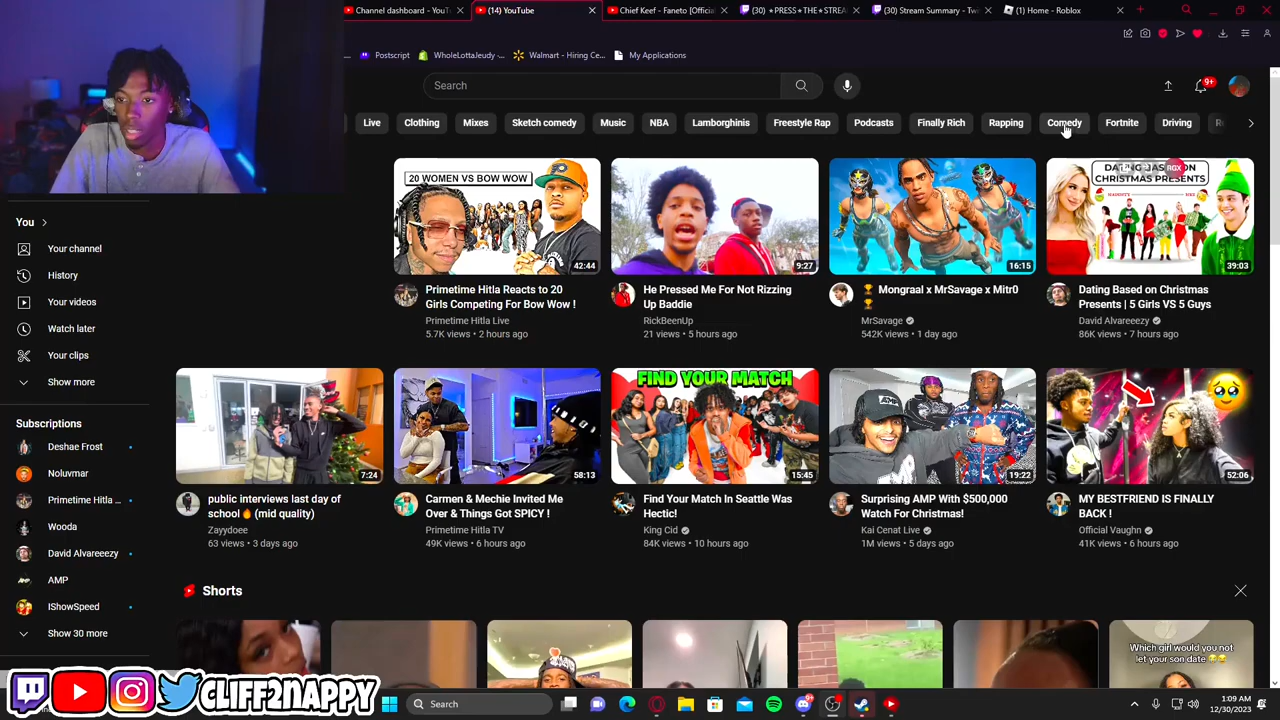 Channel dashboard - YouT
(14) YouTube
Chief Keef - Faneto [Official
(30) ★PRESS★THE★STREA
(30) Stream Summary - Tw
(1) Home - Roblox
Postscript
WholeLottaJeudy -...
Walmart - Hiring Ce...
My Applications
Search
9+
Live
Clothing
Mixes
Sketch comedy
Music
NBA
Lamborghinis
Freestyle Rap
Podcasts
Finally Rich
Rapping
Comedy
Fortnite
Driving
You
Your channel
History
Your videos
Watch later
Your clips
Show more
Subscriptions
Deshae Frost
Noluvmar
Primetime Hitla ...
Wooda
David Alvareeezy
AMP
IShowSpeed
Show 30 more
20 WOMEN VS BOW WOW
42:44
Primetime Hitla Reacts to 20
Girls Competing For Bow Wow !
Primetime Hitla Live
5.7K views • 2 hours ago
9:27
He Pressed Me For Not Rizzing
Up Baddie
RickBeenUp
21 views • 5 hours ago
16:15
🏆 Mongraal x MrSavage x Mitr0
🏆
MrSavage
542K views • 1 day ago
DATING BASED ON
CHRISTMAS PRESENTS
39:03
Dating Based on Christmas
Presents | 5 Girls VS 5 Guys
David Alvareeezy
86K views • 7 hours ago
7:24
public interviews last day of
school🔥 (mid quality)
Zayydoee
63 views • 3 days ago
58:13
Carmen & Mechie Invited Me
Over & Things Got SPICY !
Primetime Hitla TV
49K views • 6 hours ago
FIND YOUR MATCH
15:45
Find Your Match In Seattle Was
Hectic!
King Cid
84K views • 10 hours ago
AMP
19:22
Surprising AMP With $500,000
Watch For Christmas!
Kai Cenat Live
1M views • 5 days ago
52:06
MY BESTFRIEND IS FINALLY
BACK !
Official Vaughn
41K views • 6 hours ago
Shorts
Which girl would you not
let your son date 😂😂
CLIFF2NAPPY
Search
1:09 AM
12/30/2023